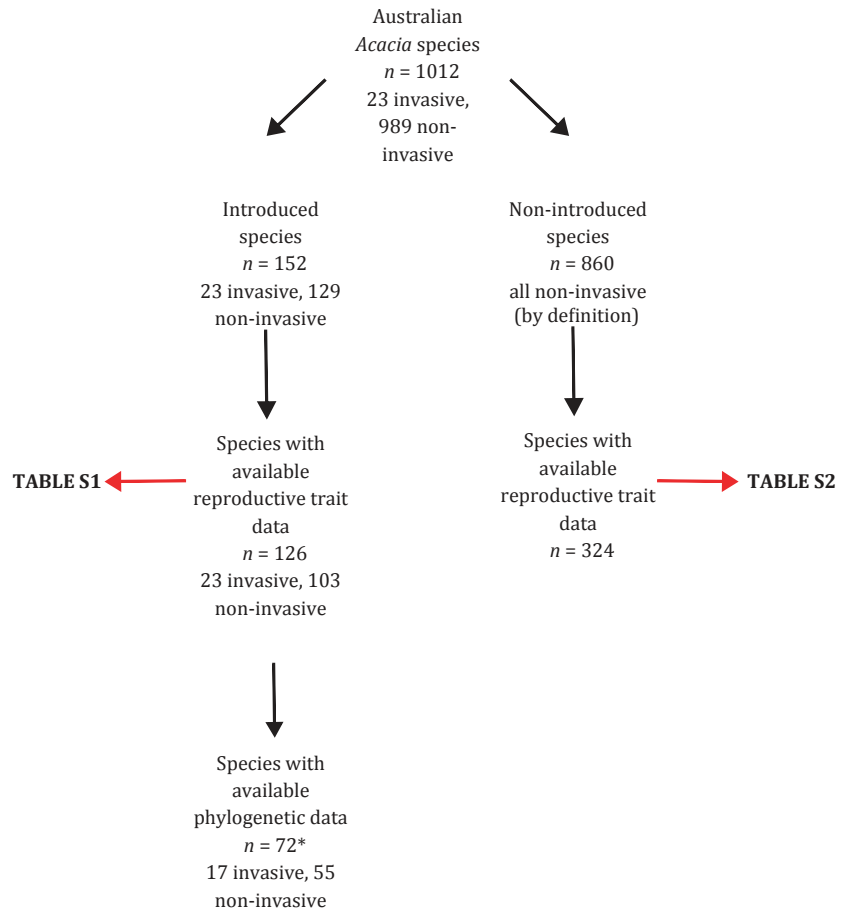 Australian
Acacia species
n = 1012
23 invasive,
989 non-
invasive
Introduced
species
n = 152
23 invasive, 129
non-invasive
Non-introduced
species
n = 860
all non-invasive
(by definition)
TABLE S1
Species with
available
reproductive trait
data
n = 126
23 invasive, 103
non-invasive
Species with
available
reproductive trait
data
n = 324
TABLE S2
Species with
available
phylogenetic data
n = 72*
17 invasive, 55
non-invasive